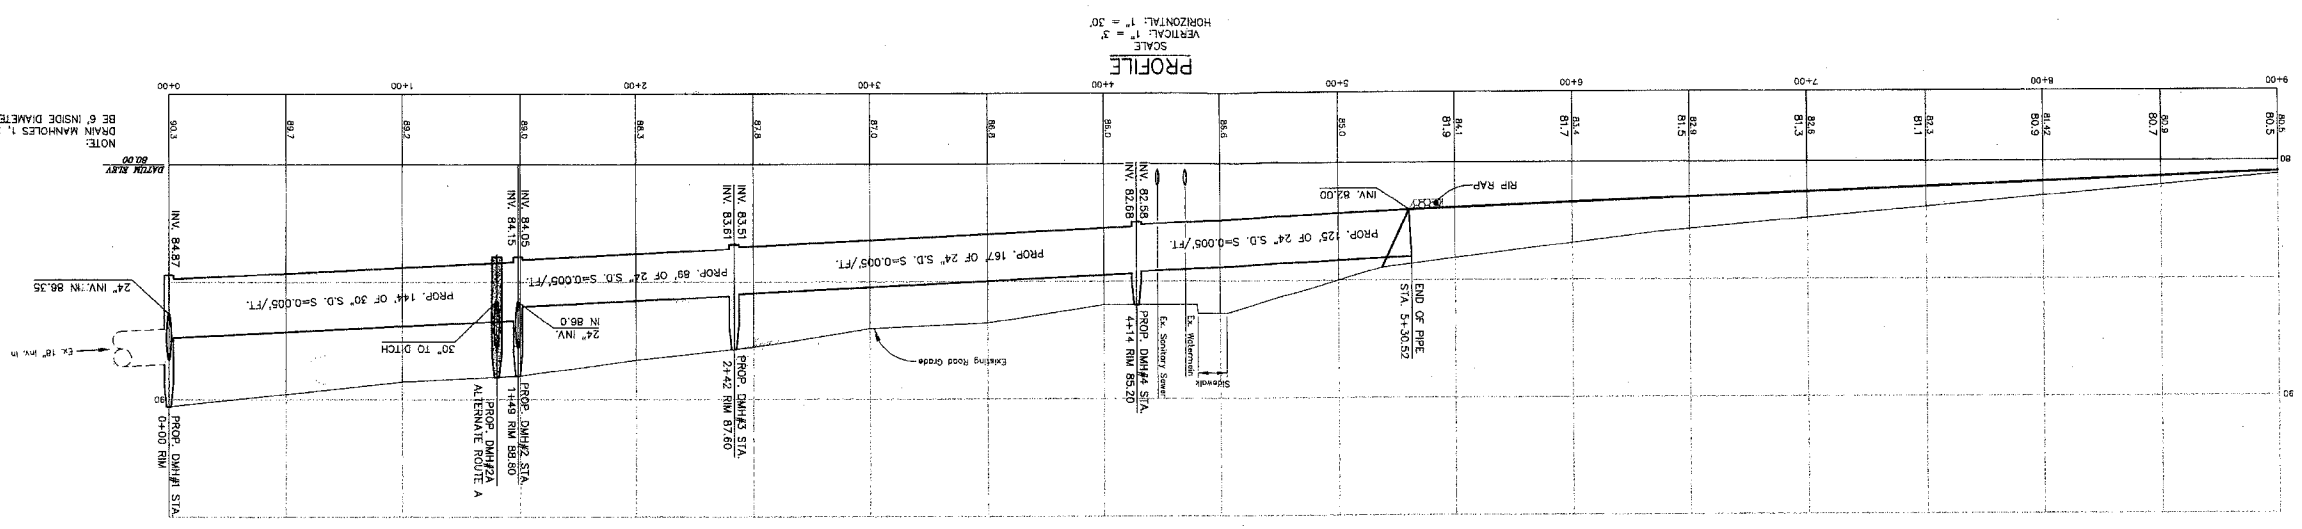 PROFILE
SCALE
VERTICAL: 1" = 3'
HORIZONTAL: 1" = 30'
0+00
1+00
2+00
3+00
4+00
5+00
6+00
7+00
8+00
9+00
90.3
89.7
89.2
89.0
88.3
87.8
87.0
86.8
86.0
85.0
84.1
81.9
83.4
81.7
82.9
81.5
82.6
81.3
82.3
81.1
81.42
80.9
80.9
80.7
80.5
80.5
NOTE:
DRAIN MANHOLES 1,
BE 6' INSIDE DIAMETE
DATUM ELEV
80.00
80
90
90
INV. 84.87
INV. 84.05
INV. 84.15
INV. 83.51
INV. 83.61
INV. 82.58
INV. 82.68
INV. 82.00
RIP RAP
24" INV. IN 86.35
PROP. 144' OF 30" S.D. S=0.005'/FT.
PROP. 89' OF 24" S.D. S=0.005'/FT.
PROP. 167' OF 24" S.D. S=0.005'/FT.
PROP. 125' OF 24" S.D. S=0.005'/FT.
Ex. 18" Inv. In
30" TO DITCH
24" INV.
IN 86.0
Existing Road Grade
Ex. Sanitary Sewer
Ex. Watermain
Sidewalk
END OF PIPE
STA. 5+30.52
PROP. DMH#4 STA.
4+14 RIM 85.20
PROP. DMH#3 STA.
2+42 RIM 87.60
PROP. DMH#2 STA.
1+49 RIM 88.80
PROP. DMH#2A
ALTERNATE ROUTE A
PROP. DMH#1 STA.
0+00 RIM